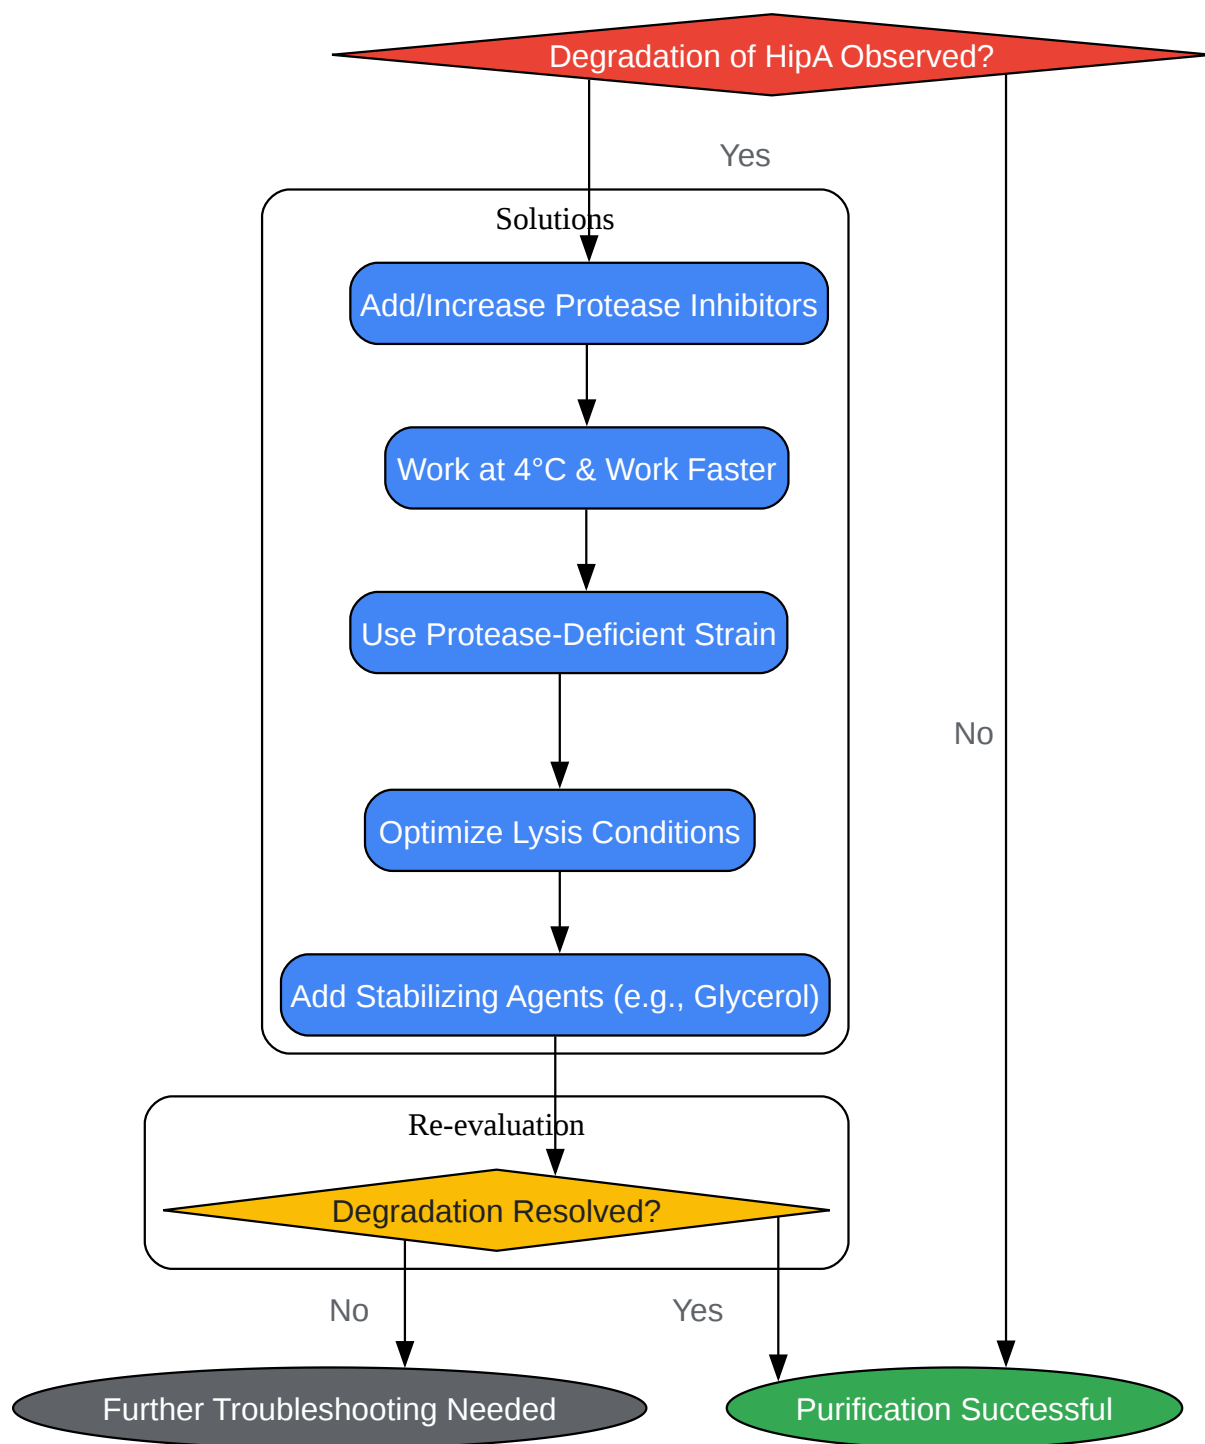 Degradation of HipA Observed?
Yes
Solutions
Add/Increase Protease Inhibitors
Work at 4°C & Work Faster
Use Protease-Deficient Strain
No
Optimize Lysis Conditions
Add Stabilizing Agents (e.g., Glycerol)
Re-evaluation
Degradation Resolved?
No
Yes
Further Troubleshooting Needed
Purification Successful